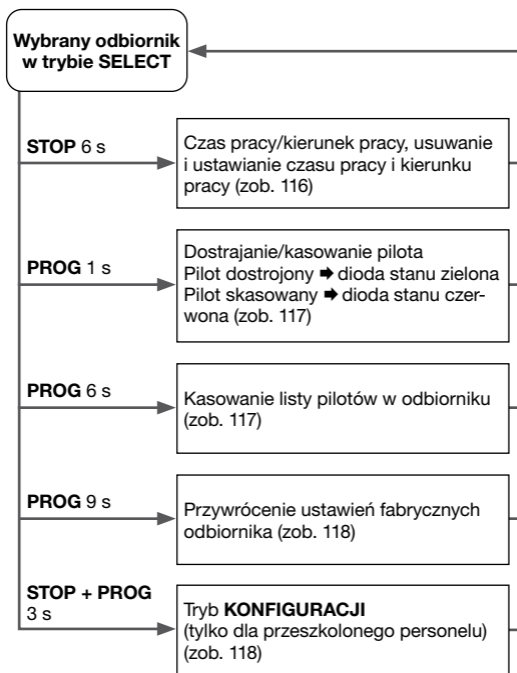 Wybrany odbiornik
w trybie SELECT
STOP 6 s
Czas pracy/kierunek pracy, usuwanie
i ustawianie czasu pracy i kierunku
pracy (zob. 116)
PROG 1 s
Dostrajanie/kasowanie pilota
Pilot dostrojony ➡ dioda stanu zielona
Pilot skasowany ➡ dioda stanu czer-
wona (zob. 117)
PROG 6 s
Kasowanie listy pilotów w odbiorniku
(zob. 117)
PROG 9 s
Przywrócenie ustawień fabrycznych
odbiornika (zob. 118)
STOP + PROG
3 s
Tryb KONFIGURACJI
(tylko dla przeszkolonego personelu)
(zob. 118)